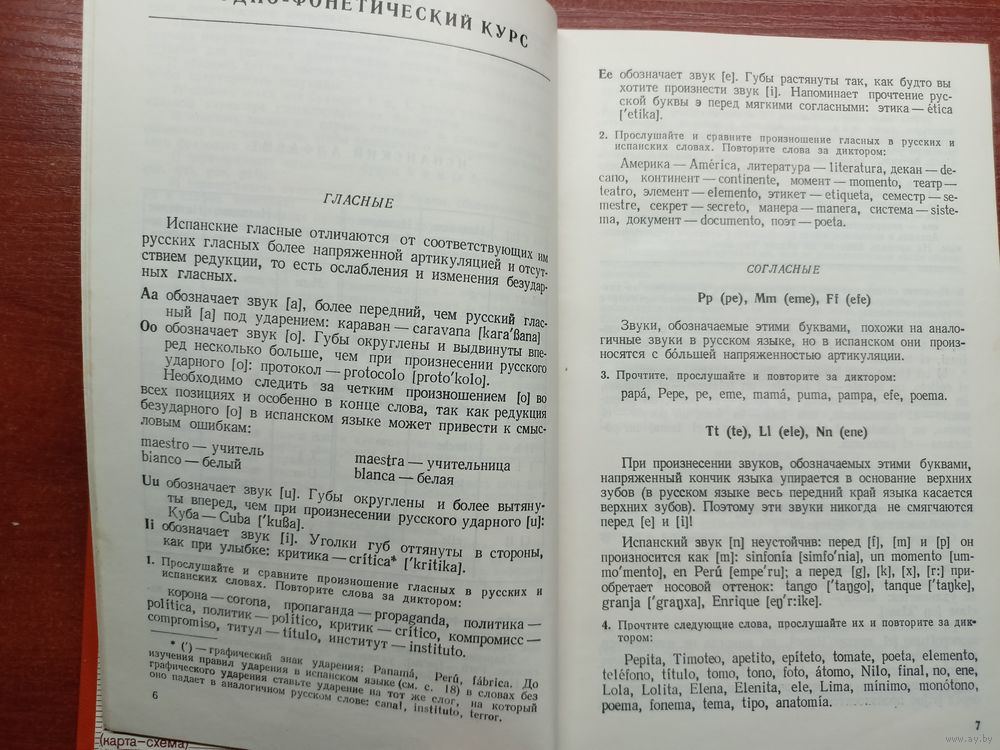 КУРС
ГЛАСНЫЕ
Испанские гласные отличаются от соответствующих им
русских гласных более напряженной артикуляцией и отсут-
ствием редукции, то есть ослабления и изменения безудар-
ных гласных.
Аа обозначает звук [a], более передний, чем русский глас-
ный [a] под ударением: караван — caravana [kara'ßana]
Оо обозначает звук [о]. Губы округлены и выдвинуты впе-
ред несколько больше, чем при произнесении русского
ударного [о]: протокол — protocolo [proto'kolo].
Необходимо следить за четким произношением [о] во
всех позициях и особенно в конце слова, так как редукция
безударного [о] в испанском языке может привести к смыс-
ловым ошибкам:
maestro — учитель maestra — учительница
blanco — белый blanca — белая
Uu обозначает звук [u]. Губы округлены и более вытяну-
ты вперед, чем при произнесении русского ударного [u]:
Куба — Cuba ['kußa].
Ii обозначает звук [i]. Уголки губ оттянуты в стороны,
как при улыбке: критика — crítica* ['kritika].
1. Прослушайте и сравните произношение гласных в русских и
испанских словах. Повторите слова за диктором:
корона — corona, пропаганда — propaganda, политика —
política, политик — político, критик — crítico, компромисс —
compromiso, титул — título, институт — instituto.
* (′) — графический знак ударения: Panamá, Perú, fábrica. До
изучения правил ударения в испанском языке (см. с. 18) в словах без
графического ударения ставьте ударение на тот же слог, на который
оно падает в аналогичном русском слове: canal, instituto, terror.
6
(карта-схема)
Ee обозначает звук [e]. Губы растянуты так, как будто вы
хотите произнести звук [i]. Напоминает прочтение рус-
ской буквы э перед мягкими согласными: этика — ética
['etika].
2. Прослушайте и сравните произношение гласных в русских и
испанских словах. Повторите слова за диктором:
Америка — América, литература — literatura, декан — de-
cano, континент — continente, момент — momento, театр —
teatro, элемент — elemento, этикет — etiqueta, семестр — se-
mestre, секрет — secreto, манера — manera, система — siste-
ma, документ — documento, поэт — poeta.
СОГЛАСНЫЕ
Pp (pe), Mm (eme), Ff (efe)
Звуки, обозначаемые этими буквами, похожи на анало-
гичные звуки в русском языке, но в испанском они произ-
носятся с бо́льшей напряженностью артикуляции.
3. Прочтите, прослушайте и повторите за диктором:
papá, Pepe, pe, eme, mamá, puma, pampa, efe, poema.
Tt (te), Ll (ele), Nn (ene)
При произнесении звуков, обозначаемых этими буквами,
напряженный кончик языка упирается в основание верхних
зубов (в русском языке весь передний край языка касается
верхних зубов). Поэтому эти звуки никогда не смягчаются
перед [e] и [i]!
Испанский звук [n] неустойчив: перед [f], [m] и [p] он
произносится как [m]: sinfonía [simfo'nia], un momento [um-
mo'mento], en Perú [empe'ru]; а перед [g], [k], [x], [r:] при-
обретает носовой оттенок: tango ['taŋgo], tanque ['taŋke],
granja ['graŋxa], Enrique [eŋ'r:ike].
4. Прочтите следующие слова, прослушайте их и повторите за дик-
тором:
Pepita, Timoteo, apetito, epíteto, tomate, poeta, elemento,
teléfono, título, tomo, tono, foto, átomo, Nilo, final, no, ene,
Lola, Lolita, Elena, Elenita, ele, Lima, mínimo, monótono,
poema, fonema, tema, tipo, anatomía.
7
www.ay.by